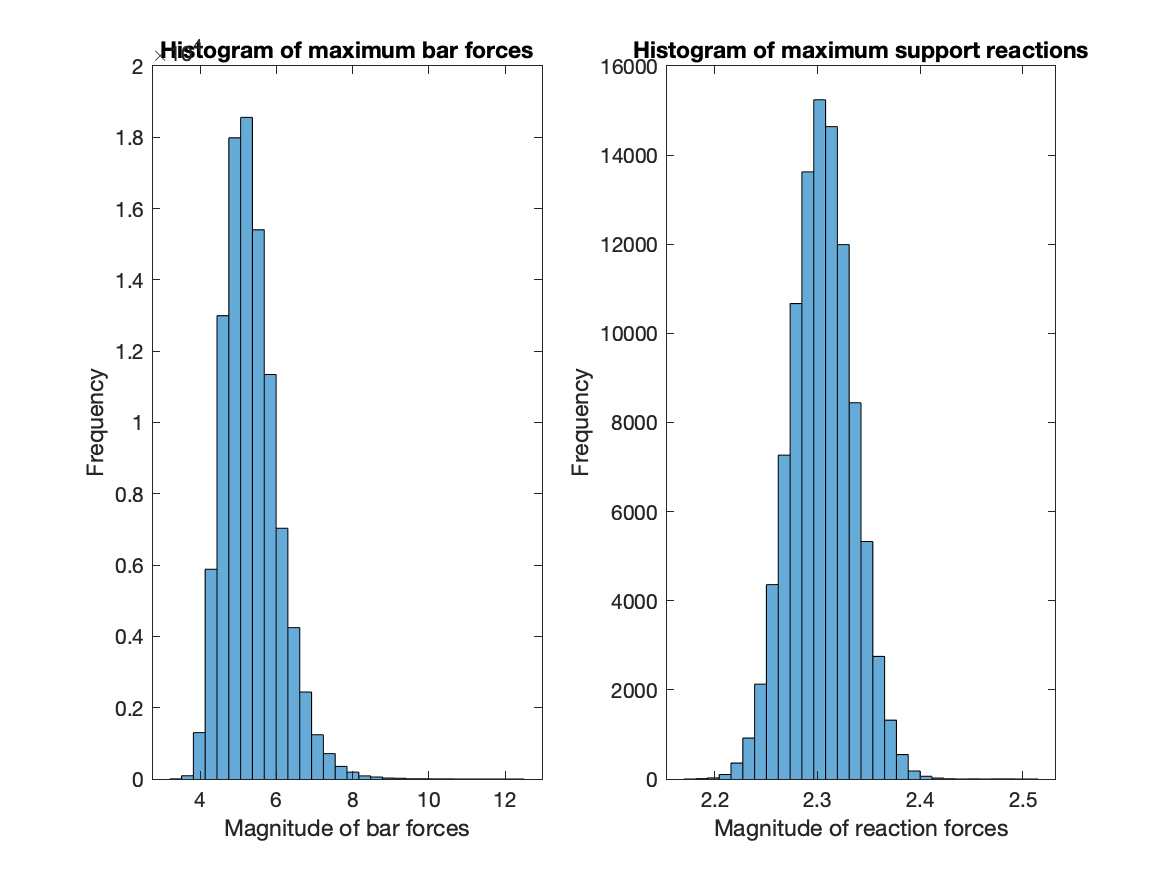 ×10⁴
Histogram of maximum bar forces
2
1.8
1.6
1.4
1.2
1
0.8
0.6
0.4
0.2
0
Frequency
4 6 8 10 12
Magnitude of bar forces
Histogram of maximum support reactions
16000
14000
12000
10000
8000
6000
4000
2000
0
Frequency
2.2 2.3 2.4 2.5
Magnitude of reaction forces